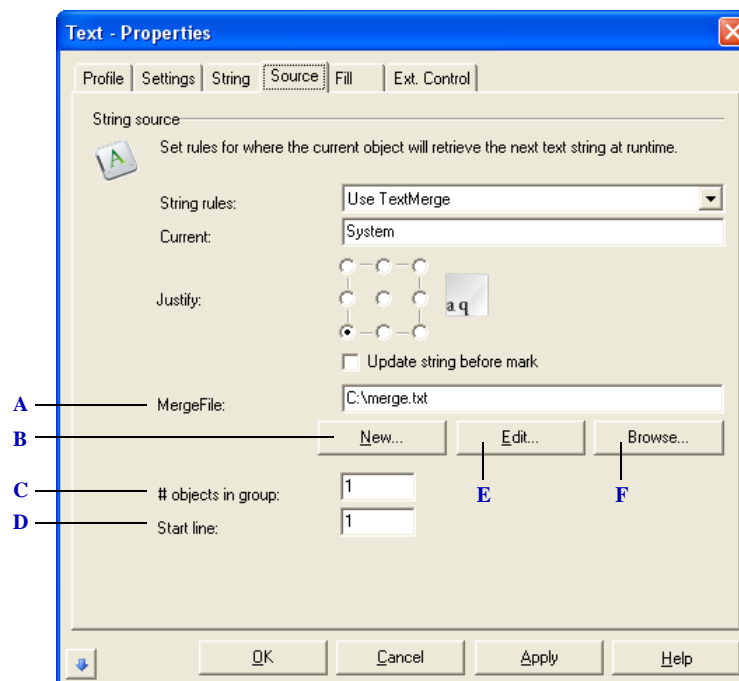 Text - Properties
Profile Settings String Source Fill Ext. Control
String source
A
Set rules for where the current object will retrieve the next text string at runtime.
String rules: Use TextMerge
Current: System
Justify: a q
Update string before mark
A MergeFile: C:\merge.txt
B New... Edit... Browse...
C # objects in group: 1
E F
D Start line: 1
OK Cancel Apply Help